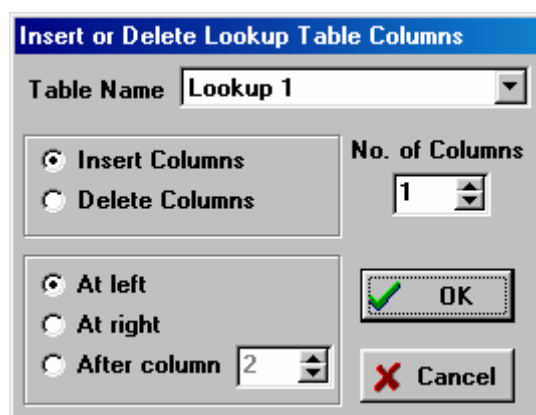 Insert or Delete Lookup Table Columns
Table Name Lookup 1
Insert Columns
Delete Columns
No. of Columns
1
At left
At right
After column 2
OK
Cancel